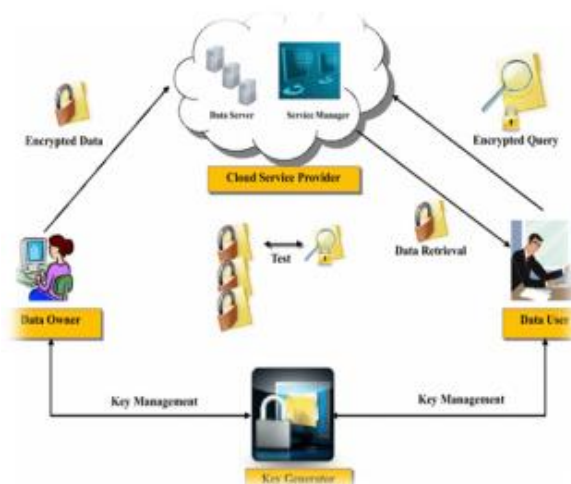 Data Server
Service Manager
Encrypted Data
Encrypted Query
Cloud Service Provider
Test
Data Retrieval
Data Owner
Data User
Key Management
Key Management
Key Generator